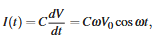 I(t) = C dV/dt = CωV₀ cos ωt,